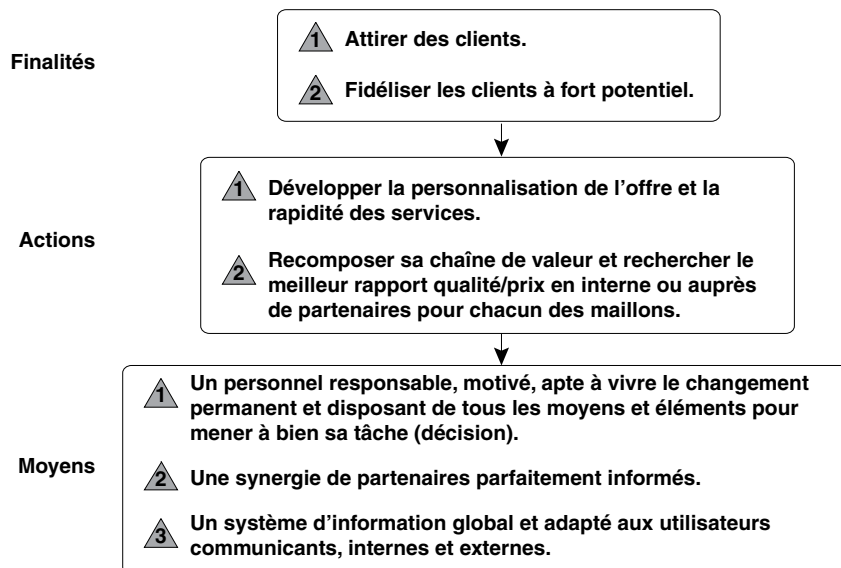 Finalités
1 Attirer des clients.
2 Fidéliser les clients à fort potentiel.
Actions
1 Développer la personnalisation de l’offre et la
rapidité des services.
2 Recomposer sa chaîne de valeur et rechercher le
meilleur rapport qualité/prix en interne ou auprès
de partenaires pour chacun des maillons.
Moyens
1 Un personnel responsable, motivé, apte à vivre le changement
permanent et disposant de tous les moyens et éléments pour
mener à bien sa tâche (décision).
2 Une synergie de partenaires parfaitement informés.
3 Un système d’information global et adapté aux utilisateurs
communicants, internes et externes.